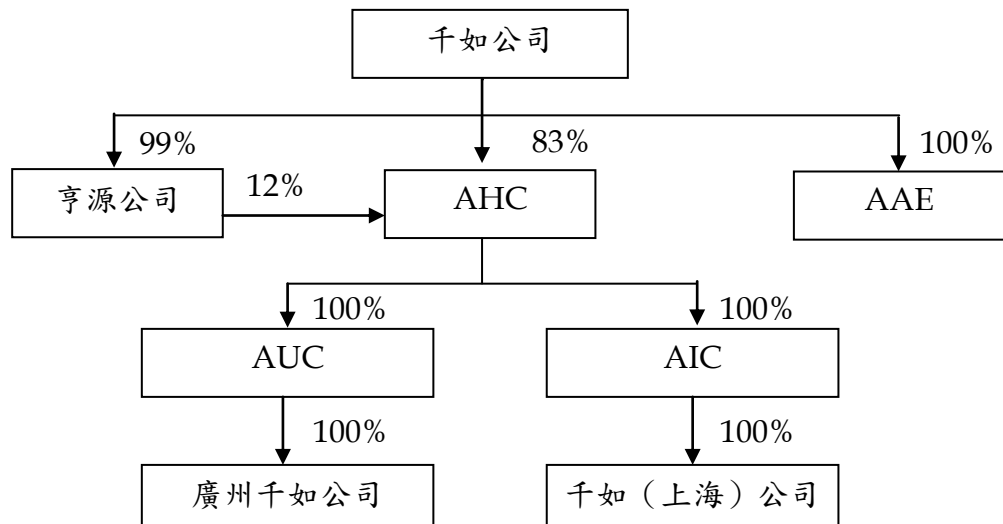 千如公司
99%
83%
100%
亨源公司
12%
AHC
AAE
100%
100%
AUC
AIC
100%
100%
廣州千如公司
千如（上海）公司